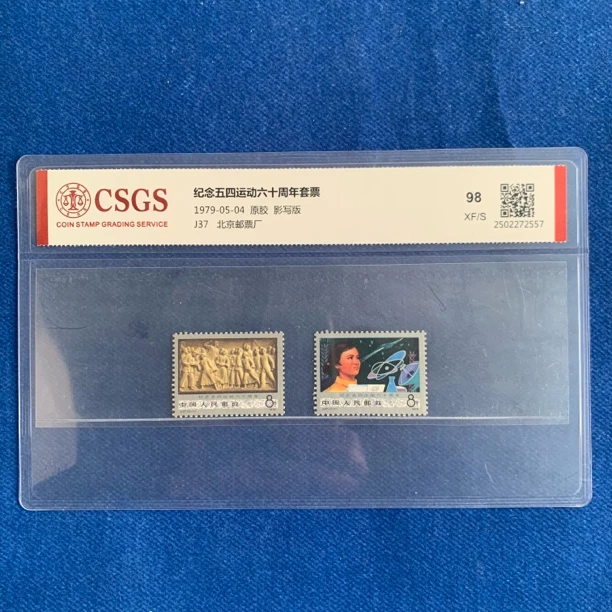 CSGS
COIN STAMP GRADING SERVICE
纪念五四运动六十周年套票
1979-05-04 原胶 影写版
J37 北京邮票厂
98
XF/S
2502272557
8分
中国人民邮政
8分
中国人民邮政